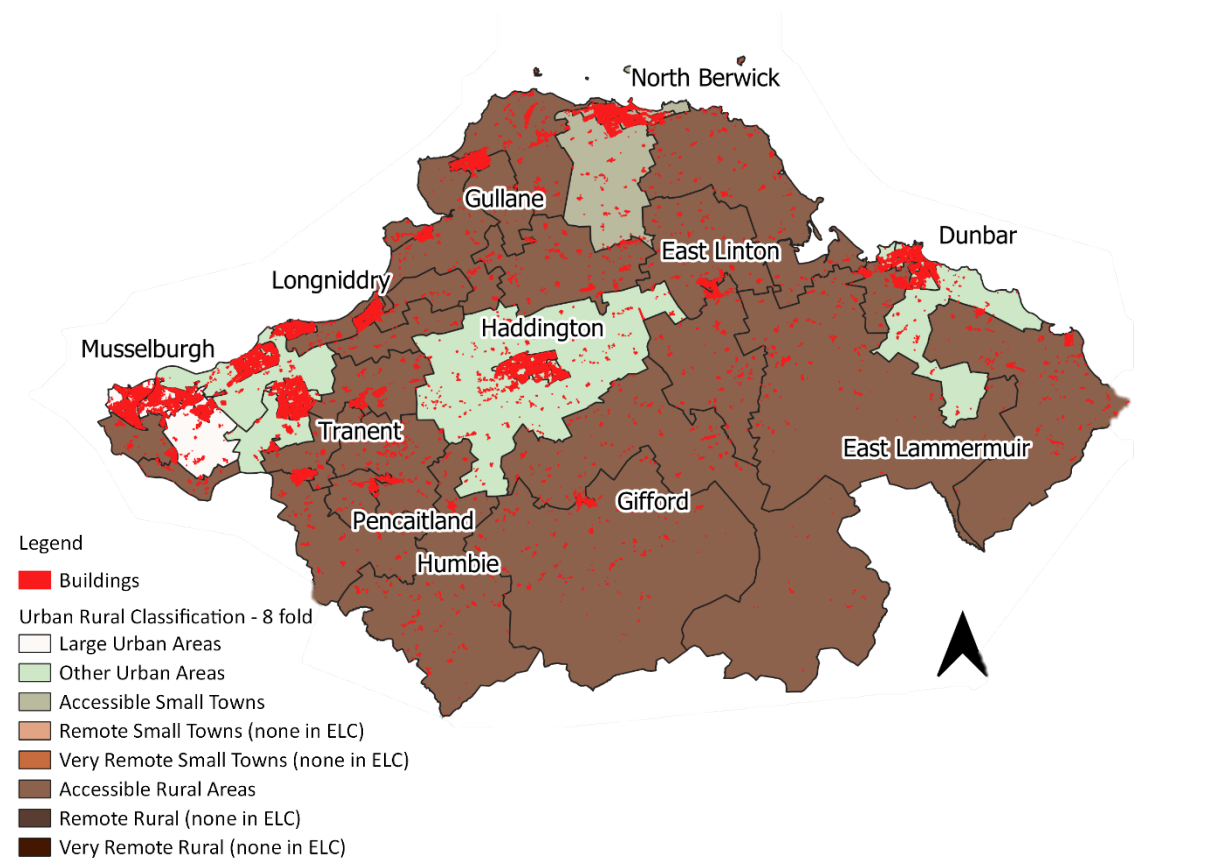 North Berwick
Gullane
Dunbar
East Linton
Longniddry
Haddington
Musselburgh
Tranent
East Lammermuir
Gifford
Pencaitland
Humbie
Legend
Buildings
Urban Rural Classification - 8 fold
Large Urban Areas
Other Urban Areas
Accessible Small Towns
Remote Small Towns (none in ELC)
Very Remote Small Towns (none in ELC)
Accessible Rural Areas
Remote Rural (none in ELC)
Very Remote Rural (none in ELC)